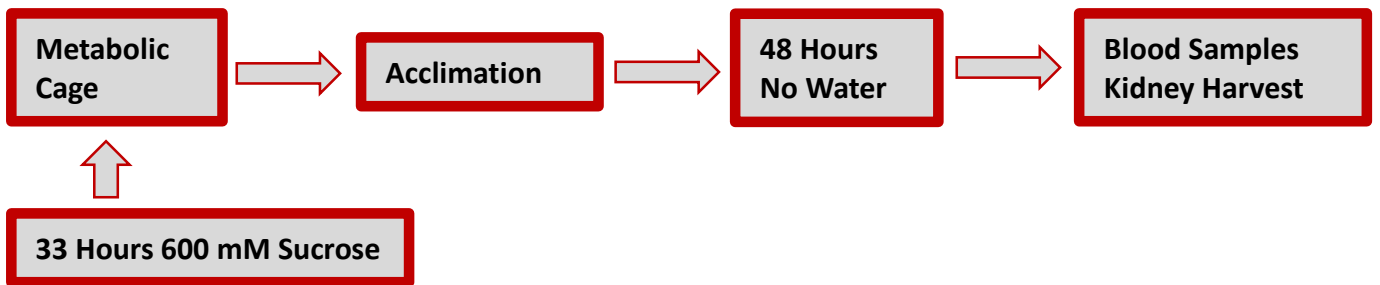 Metabolic
Cage
Acclimation
48 Hours
No Water
Blood Samples
Kidney Harvest
33 Hours 600 mM Sucrose